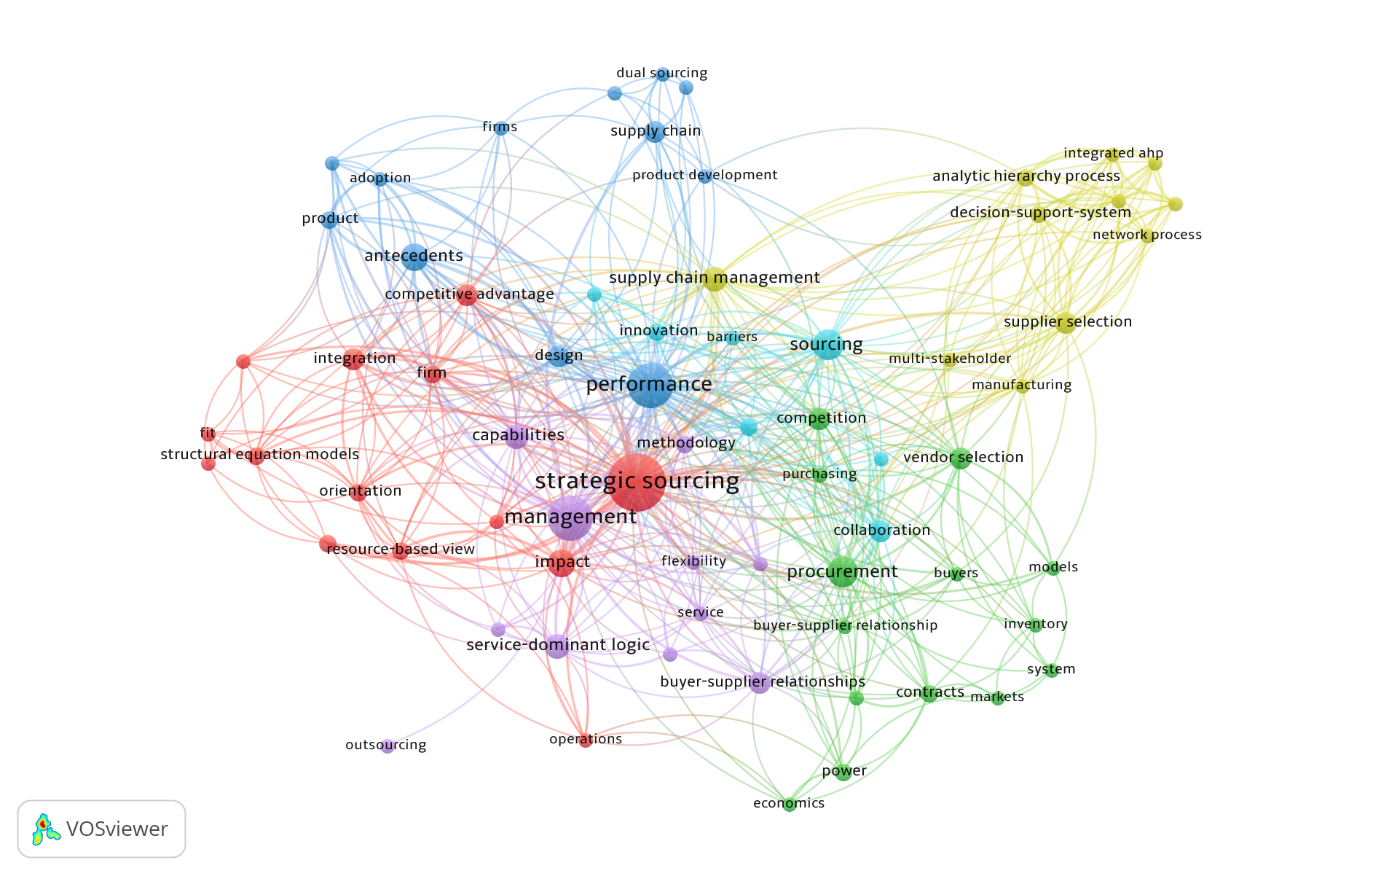 dual sourcing
firms
supply chain
integrated ahp
product development
analytic hierarchy process
adoption
product
decision-support-system
network process
antecedents
supply chain management
competitive advantage
supplier selection
innovation
barriers
sourcing
integration
design
multi-stakeholder
firm
performance
manufacturing
competition
fit
capabilities
methodology
structural equation models
vendor selection
purchasing
strategic sourcing
orientation
management
collaboration
resource-based view
impact
flexibility
procurement
buyers
models
service
buyer-supplier relationship
inventory
service-dominant logic
system
buyer-supplier relationships
contracts
markets
outsourcing
operations
power
economics
VOSviewer